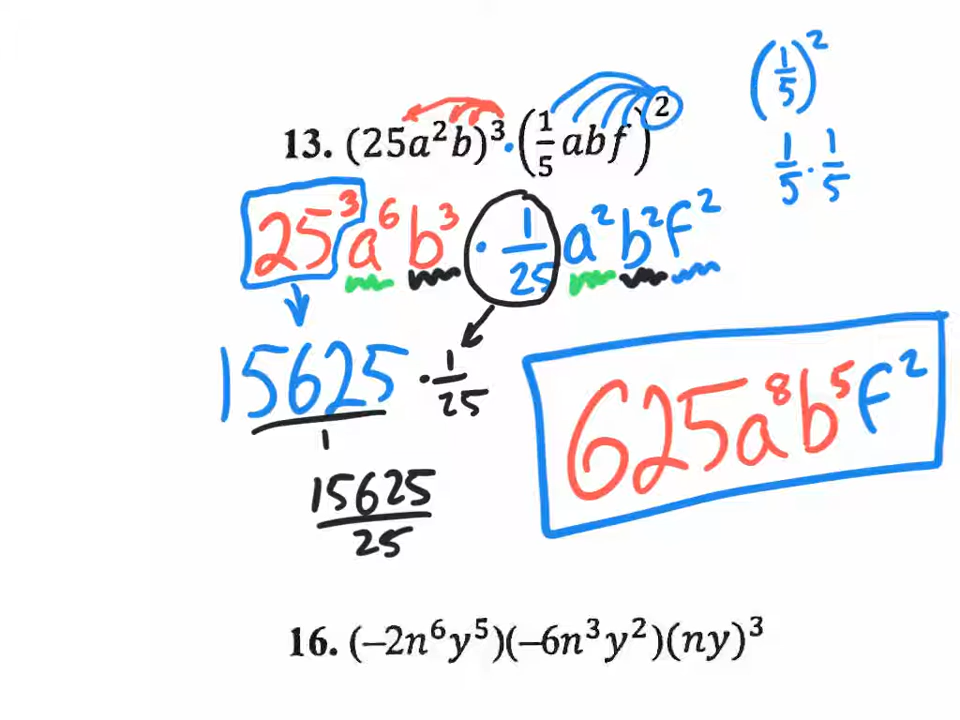 (1/5)²
13. (25a²b)³ · (1/5 abf)²
1/5 · 1/5
25³a⁶b³ · 1/25 a²b²f²
15625/1 · 1/25
625a⁸b⁵f²
15625/25
16. (–2n⁶y⁵)(–6n³y²)(ny)³